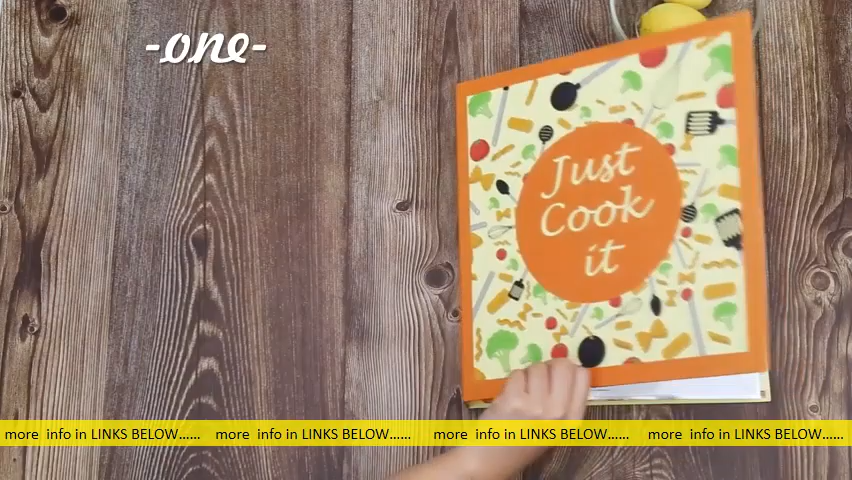 -one-
Just
Cook
it
more info in LINKS BELOW...... more info in LINKS BELOW...... more info in LINKS BELOW...... more info in LINKS BELOW......